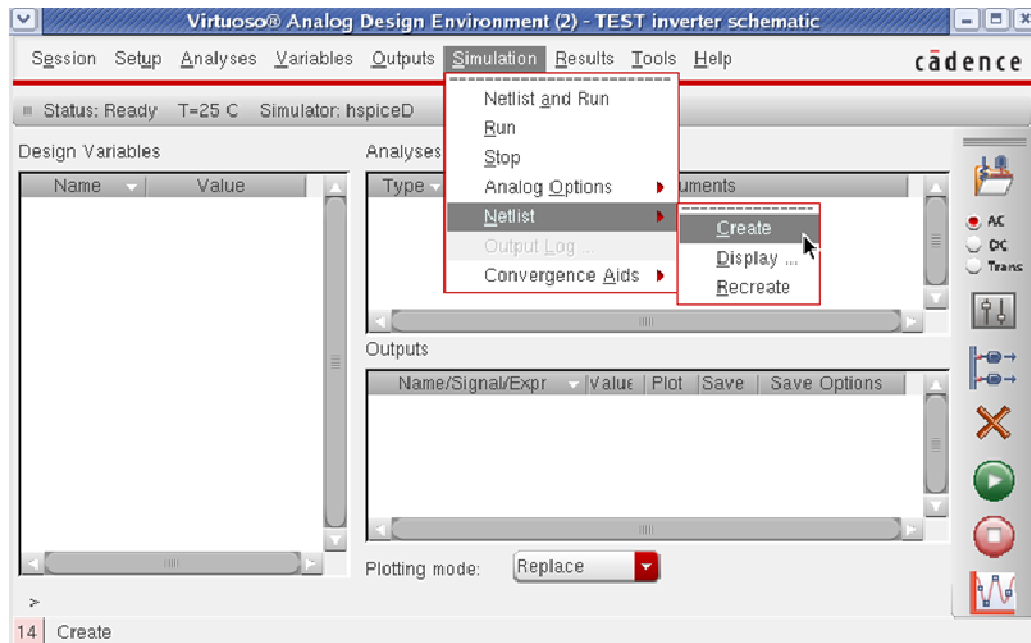 Virtuoso® Analog Design Environment (2) - TEST inverter schematic
Session Setup Analyses Variables Outputs Simulation Results Tools Help cādence
Status: Ready T=25 C Simulator: hspiceD
Netlist and Run
Run
Stop
Analog Options
Netlist
Output Log ...
Convergence Aids
Create
Display ...
Recreate
Design Variables
Name Value
Analyses
Type
Outputs
Name/Signal/Expr Value Plot Save Save Options
Plotting mode: Replace
AC
DC
Trans
>
14 Create